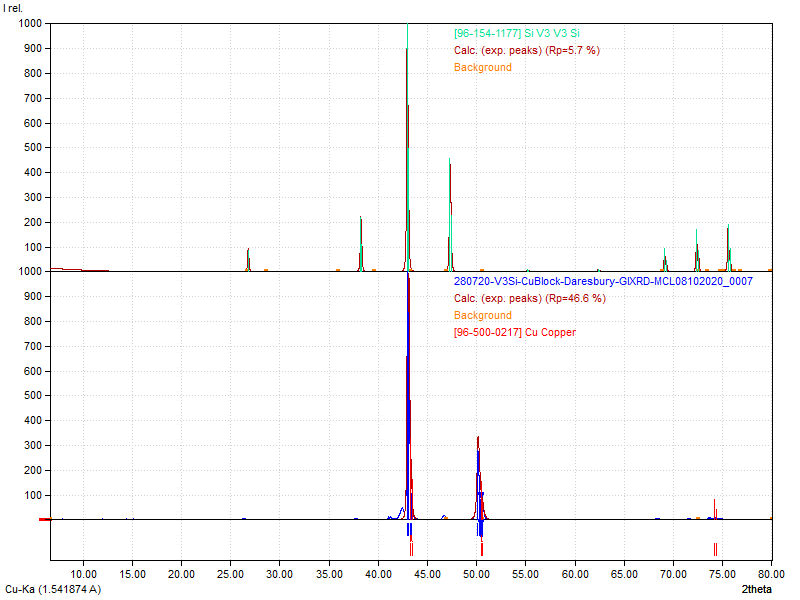 I rel.
1000
900
800
700
600
500
400
300
200
100
[96-154-1177] Si V3 V3 Si
Calc. (exp. peaks) (Rp=5.7 %)
Background
1000
900
800
700
600
500
400
300
200
100
280720-V3Si-CuBlock-Daresbury-GIXRD-MCL08102020_0007
Calc. (exp. peaks) (Rp=46.6 %)
Background
[96-500-0217] Cu Copper
10.00 15.00 20.00 25.00 30.00 35.00 40.00 45.00 50.00 55.00 60.00 65.00 70.00 75.00 80.00
Cu-Ka (1.541874 A) 2theta